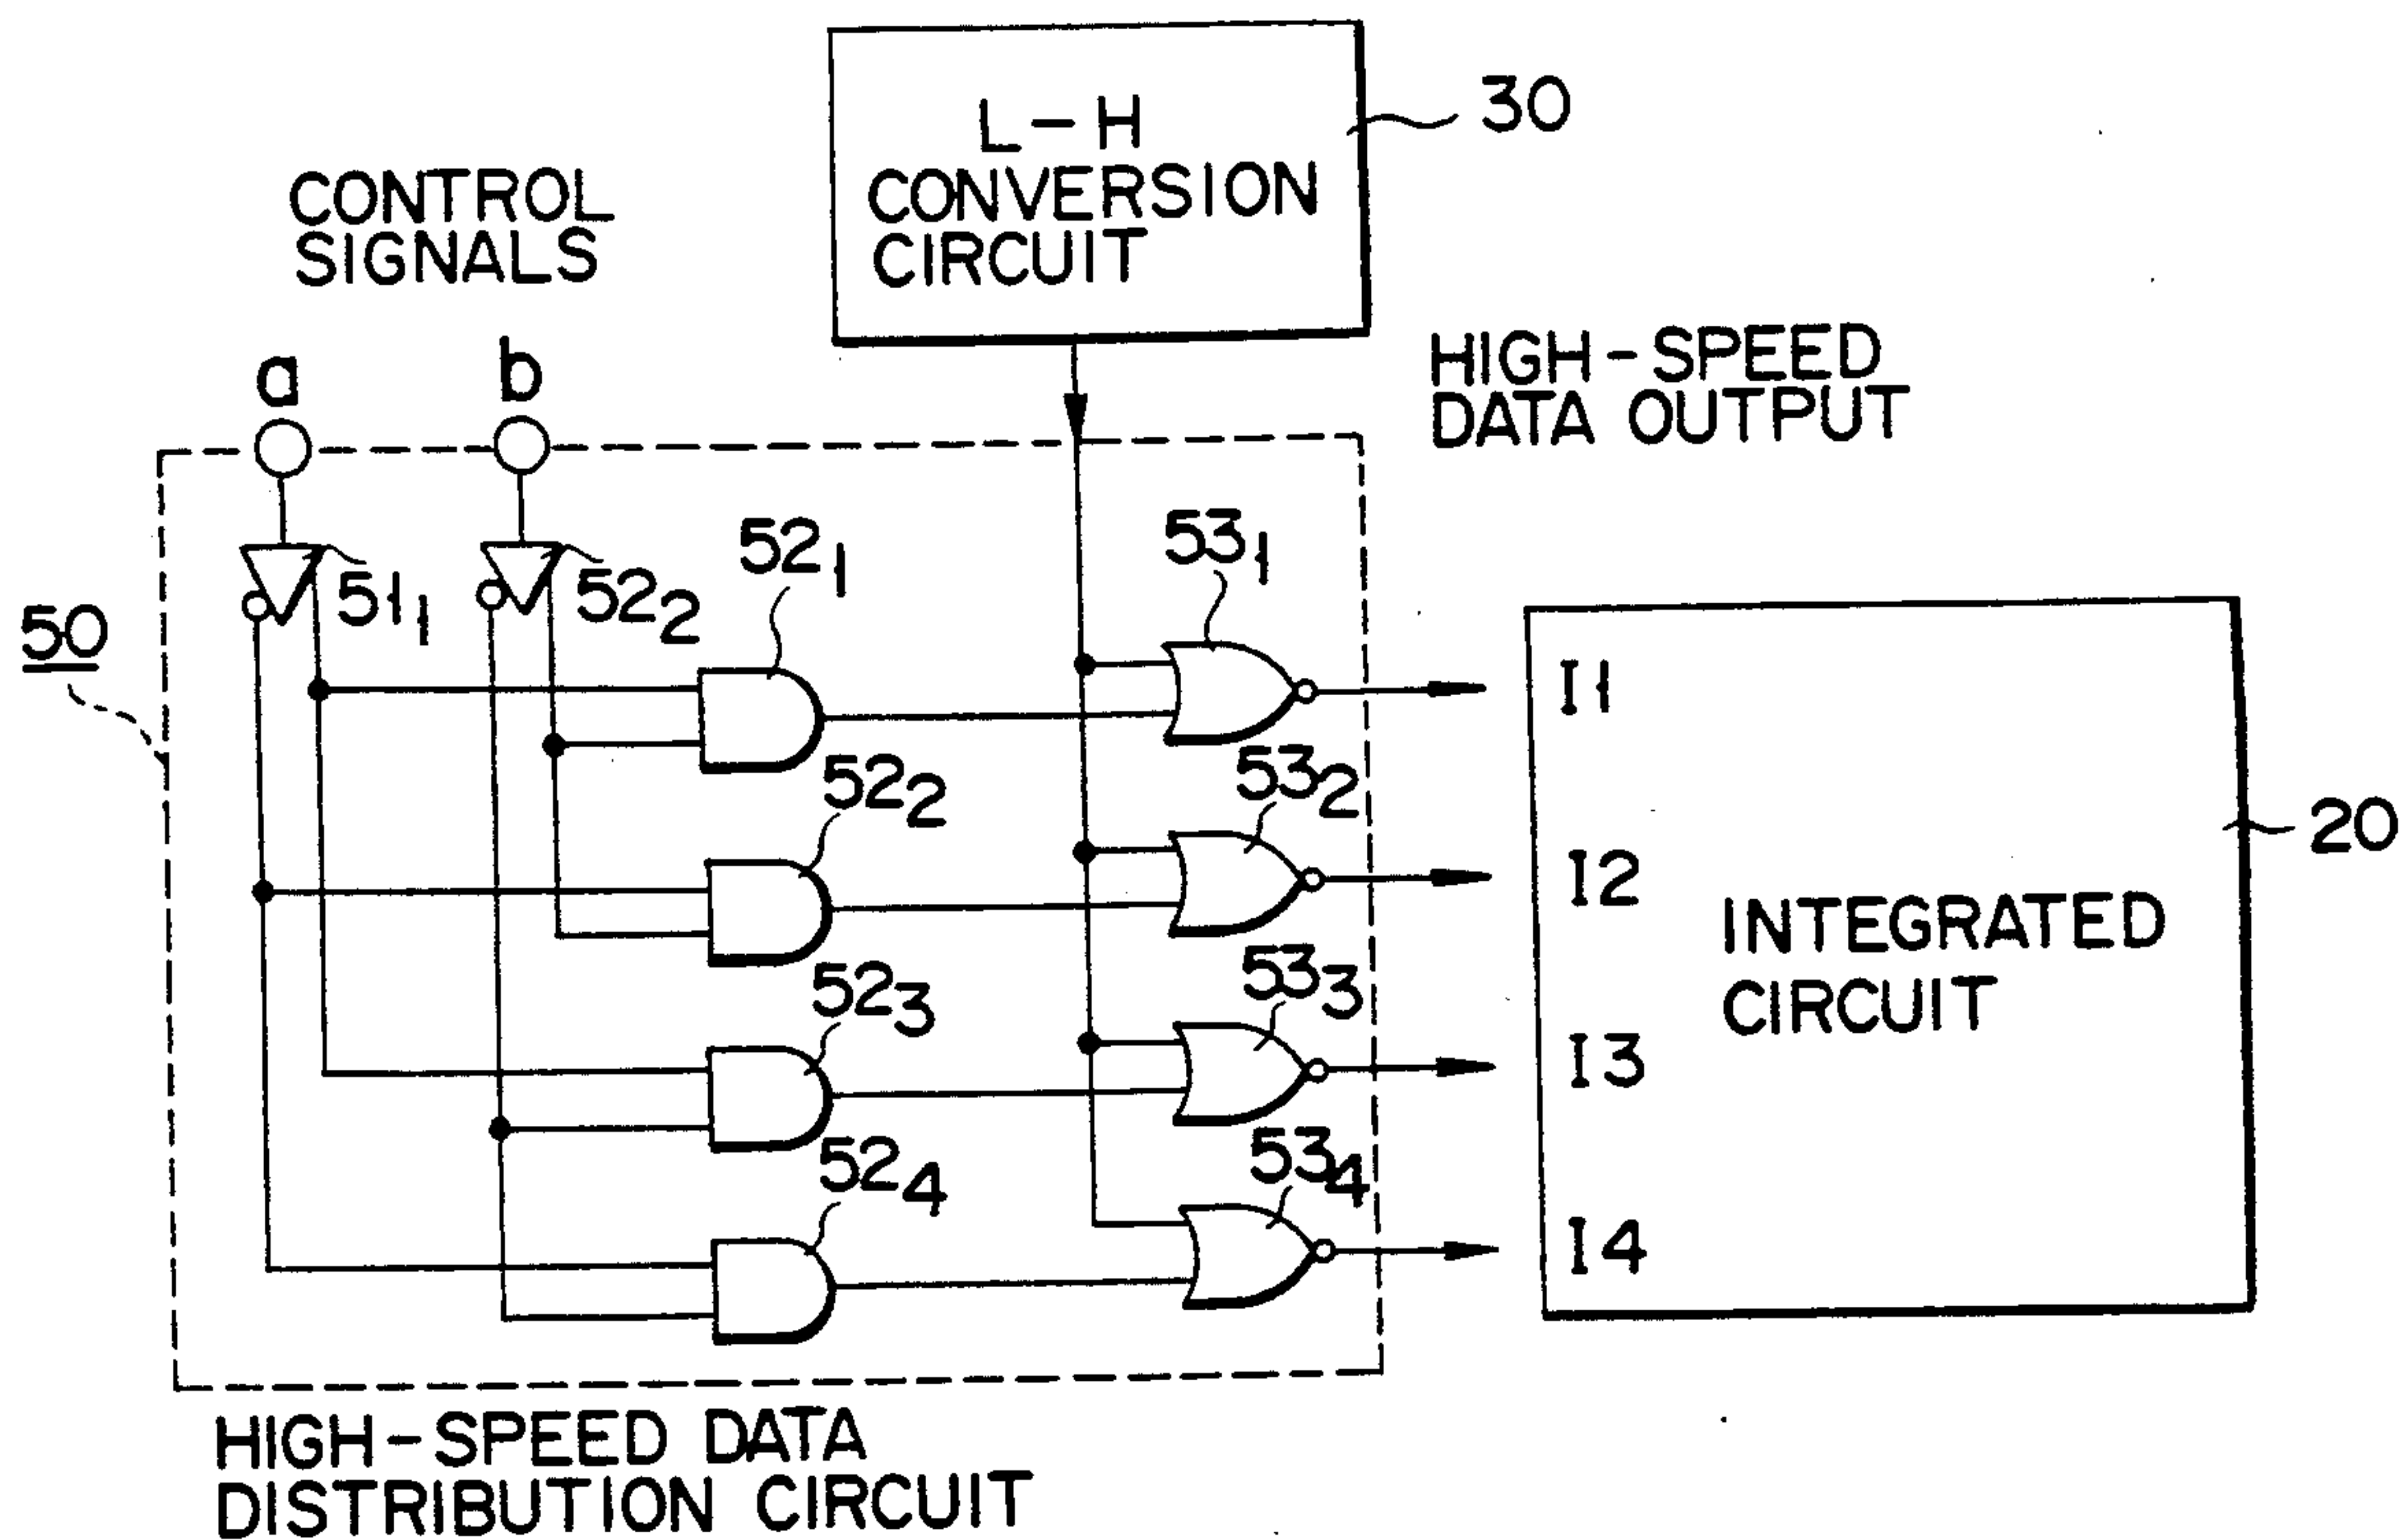 L-H
CONVERSION
CIRCUIT
30
CONTROL
SIGNALS
a
b
HIGH-SPEED
DATA OUTPUT
50
51₁
52₂
52₁
53₁
I1
52₂
53₂
I2
20
INTEGRATED
CIRCUIT
52₃
53₃
I3
52₄
53₄
I4
HIGH-SPEED DATA
DISTRIBUTION CIRCUIT